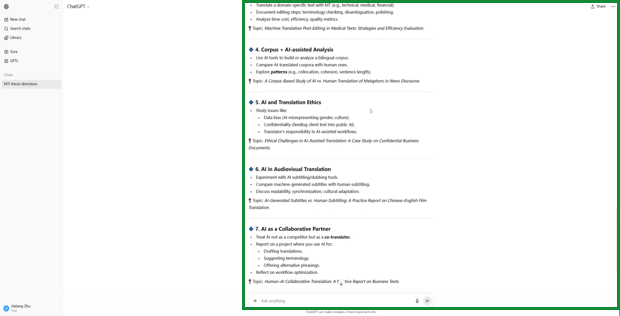 ChatGPT
Share
New chat
Search chats
Library
Sora
GPTs
Chats
MTI thesis directions
Translate a domain-specific text with MT (e.g., technical, medical, financial).
Document editing steps: terminology checking, disambiguation, polishing.
Analyze time cost, efficiency, quality metrics.
Topic: Machine Translation Post-Editing in Medical Texts: Strategies and Efficiency Evaluation.
4. Corpus + AI-assisted Analysis
Use AI tools to build or analyze a bilingual corpus.
Compare AI-translated corpora with human ones.
Explore patterns (e.g., collocation, cohesion, sentence length).
Topic: A Corpus-Based Study of AI vs. Human Translation of Metaphors in News Discourse.
5. AI and Translation Ethics
Study issues like:
Data bias (AI misrepresenting gender, culture).
Confidentiality (feeding client text into public AI).
Translator's responsibility in AI-assisted workflows.
Topic: Ethical Challenges in AI-Assisted Translation: A Case Study on Confidential Business
Documents.
6. AI in Audiovisual Translation
Experiment with AI subtitling/dubbing tools.
Compare machine-generated subtitles with human subtitling.
Discuss readability, synchronization, cultural adaptation.
Topic: AI-Generated Subtitles vs. Human Subtitling: A Practice Report on Chinese-English Film
Translation.
7. AI as a Collaborative Partner
Treat AI not as a competitor but as a co-translator.
Report on a project where you use AI for:
Drafting translations.
Suggesting terminology.
Offering alternative phrasings.
Reflect on workflow optimization.
Topic: Human-AI Collaborative Translation: A Report on Business Texts.
Ask anything
Jialiang Zhu
ChatGPT can make mistakes. Check important info.